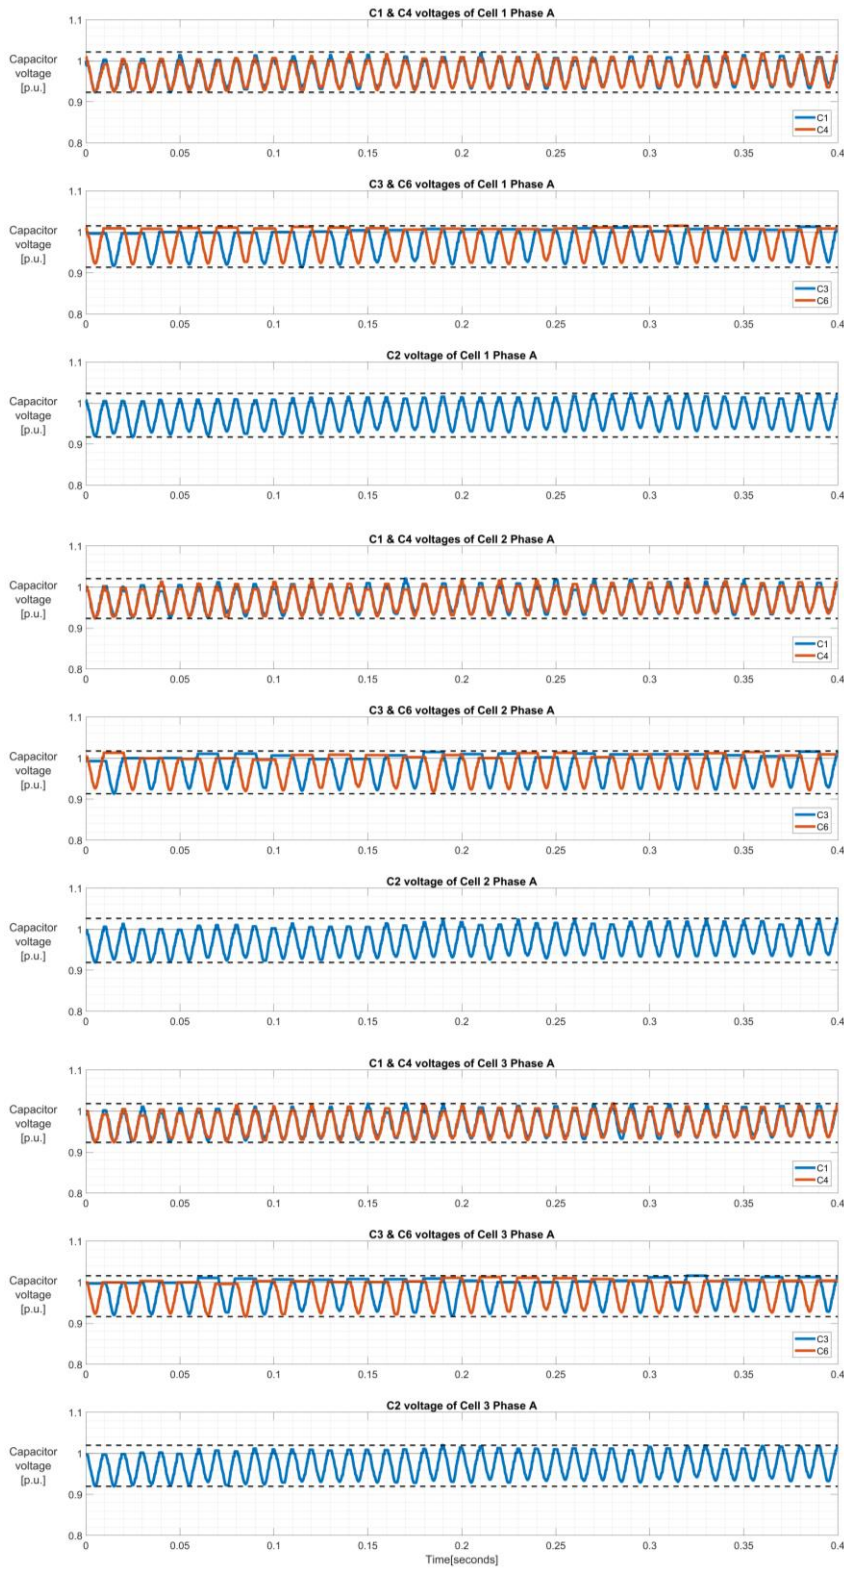 C1 & C4 voltages of Cell 1 Phase A
1.1
Capacitor
voltage
[p.u.]
1
0.9
0.8
C1
C4
0 0.05 0.1 0.15 0.2 0.25 0.3 0.35 0.4
C3 & C6 voltages of Cell 1 Phase A
1.1
Capacitor
voltage
[p.u.]
1
0.9
0.8
C3
C6
0 0.05 0.1 0.15 0.2 0.25 0.3 0.35 0.4
C2 voltage of Cell 1 Phase A
1.1
Capacitor
voltage
[p.u.]
1
0.9
0.8
0 0.05 0.1 0.15 0.2 0.25 0.3 0.35 0.4
C1 & C4 voltages of Cell 2 Phase A
1.1
Capacitor
voltage
[p.u.]
1
0.9
0.8
C1
C4
0 0.05 0.1 0.15 0.2 0.25 0.3 0.35 0.4
C3 & C6 voltages of Cell 2 Phase A
1.1
Capacitor
voltage
[p.u.]
1
0.9
0.8
C3
C6
0 0.05 0.1 0.15 0.2 0.25 0.3 0.35 0.4
C2 voltage of Cell 2 Phase A
1.1
Capacitor
voltage
[p.u.]
1
0.9
0.8
0 0.05 0.1 0.15 0.2 0.25 0.3 0.35 0.4
C1 & C4 voltages of Cell 3 Phase A
1.1
Capacitor
voltage
[p.u.]
1
0.9
0.8
C1
C4
0 0.05 0.1 0.15 0.2 0.25 0.3 0.35 0.4
C3 & C6 voltages of Cell 3 Phase A
1.1
Capacitor
voltage
[p.u.]
1
0.9
0.8
C3
C6
0 0.05 0.1 0.15 0.2 0.25 0.3 0.35 0.4
C2 voltage of Cell 3 Phase A
1.1
Capacitor
voltage
[p.u.]
1
0.9
0.8
0 0.05 0.1 0.15 0.2 0.25 0.3 0.35 0.4
Time[seconds]